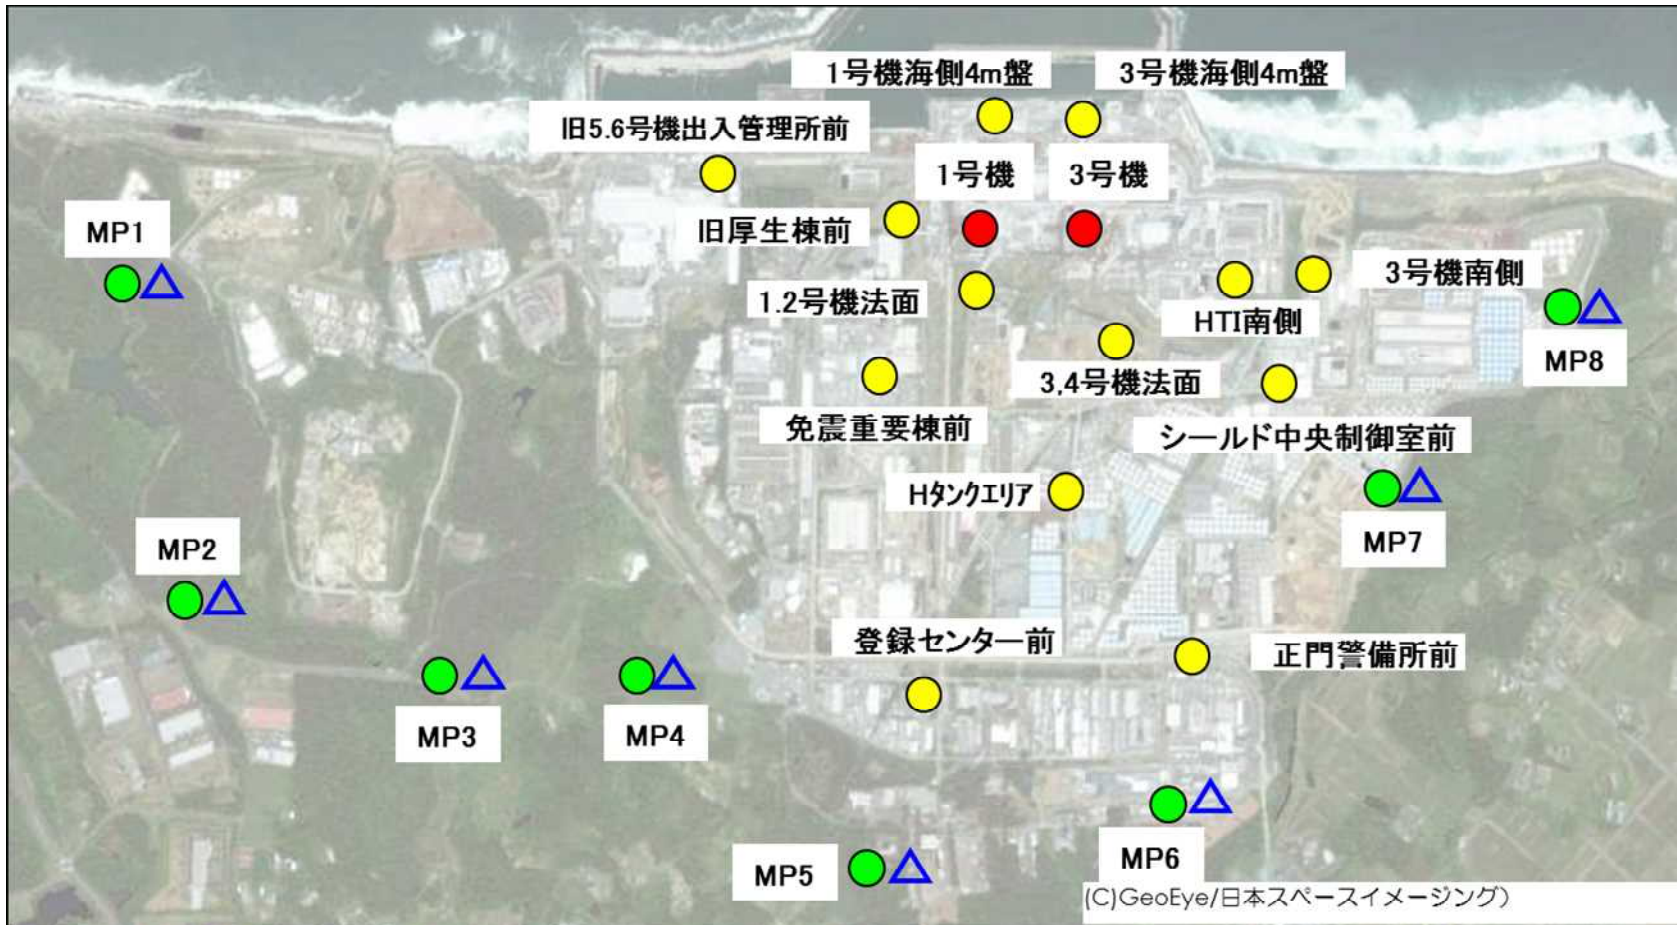 1号機海側4m盤
3号機海側4m盤
旧5.6号機出入管理所前
1号機
3号機
MP1
旧厚生棟前
3号機南側
1.2号機法面
HTI南側
MP8
3,4号機法面
免震重要棟前
シールド中央制御室前
Hタンクエリア
MP2
MP7
登録センター前
正門警備所前
MP3
MP4
MP6
MP5
(C)GeoEye/日本スペースイメージング）